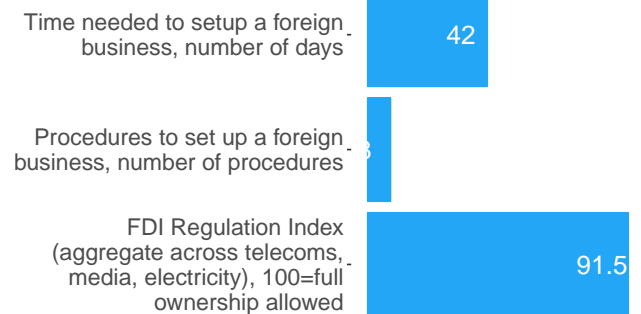 Time needed to setup a foreign
business, number of days
42
Procedures to set up a foreign
business, number of procedures
8
FDI Regulation Index
(aggregate across telecoms,
media, electricity), 100=full
ownership allowed
91.5